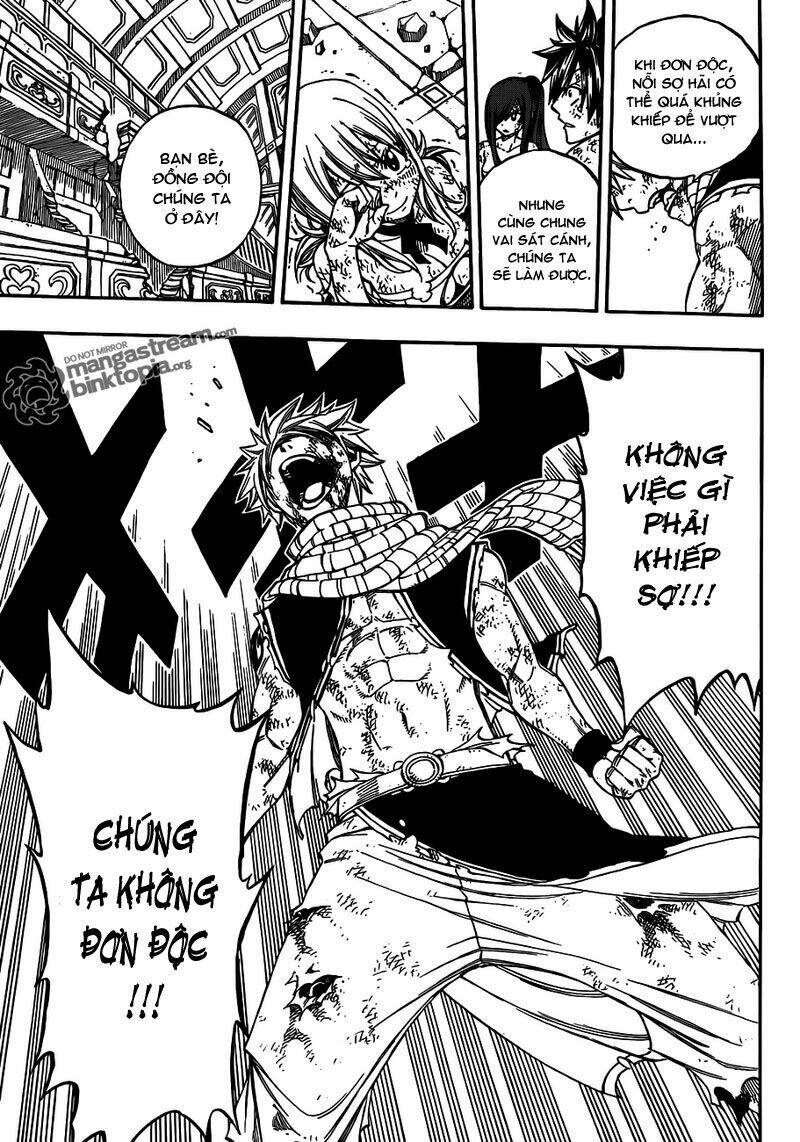 KHI ĐƠN ĐỘC,
NỖI SỢ HÃI CÓ
THỂ QUÁ KHỦNG
KHIẾP ĐỂ VƯỢT
QUA...
NHƯNG
CÙNG CHUNG
VAI SÁT CÁNH,
CHÚNG TA
SẼ LÀM ĐƯỢC.
BẠN BÈ,
ĐỒNG ĐỘI
CHÚNG TA
Ở ĐÂY!
DO NOT MIRROR
mangastream.com
binktopia.org
KHÔNG
VIỆC GÌ
PHẢI
KHIẾP
SỢ!!!
CHÚNG
TA KHÔNG
ĐƠN ĐỘC
!!!